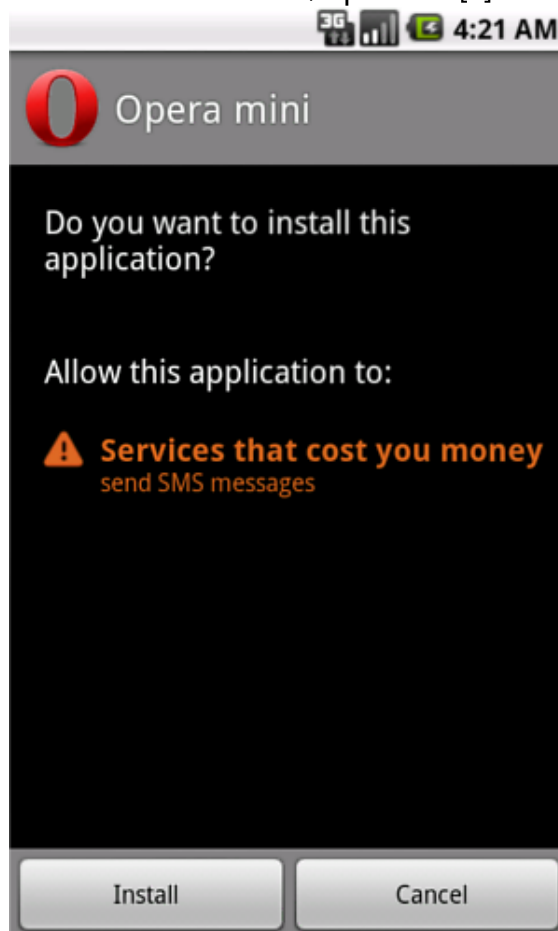 3G 4:21 AM
Opera mini
Do you want to install this
application?
Allow this application to:
Services that cost you money
send SMS messages
Install Cancel